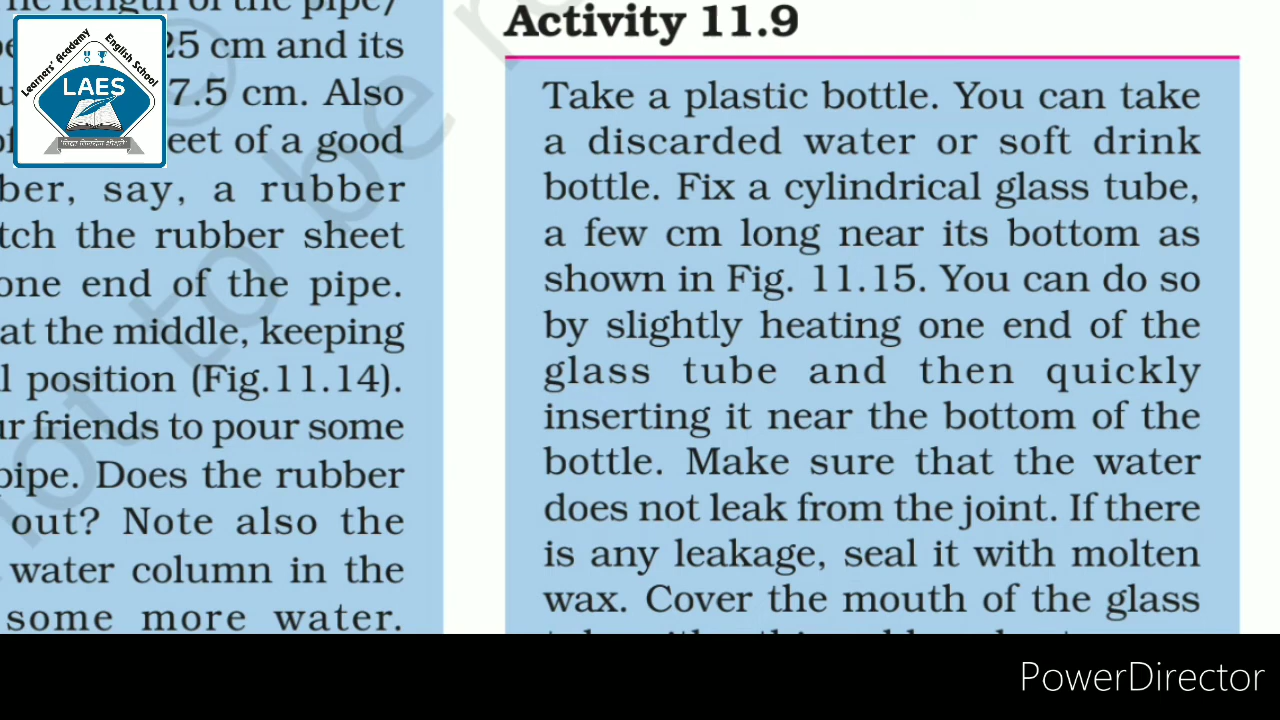 Learners' Academy English School
LAES
25 cm and its
7.5 cm. Also
of a good
say, a rubber
the rubber sheet
one end of the pipe.
at the middle, keeping
position (Fig.11.14).
friends to pour some
pipe. Does the rubber
out? Note also the
water column in the
some more water.
Activity 11.9
Take a plastic bottle. You can take
a discarded water or soft drink
bottle. Fix a cylindrical glass tube,
a few cm long near its bottom as
shown in Fig. 11.15. You can do so
by slightly heating one end of the
glass tube and then quickly
inserting it near the bottom of the
bottle. Make sure that the water
does not leak from the joint. If there
is any leakage, seal it with molten
wax. Cover the mouth of the glass
PowerDirector